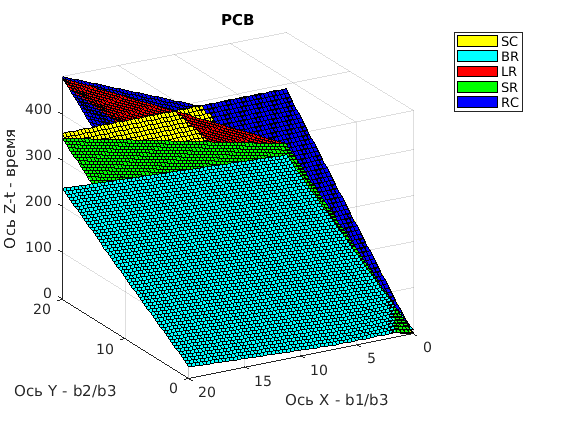 PCB
SC
BR
LR
SR
RC
Ось Z-t - время
400
300
200
100
0
20
10
0
20
15
10
5
0
Ось Y - b2/b3
Ось X - b1/b3